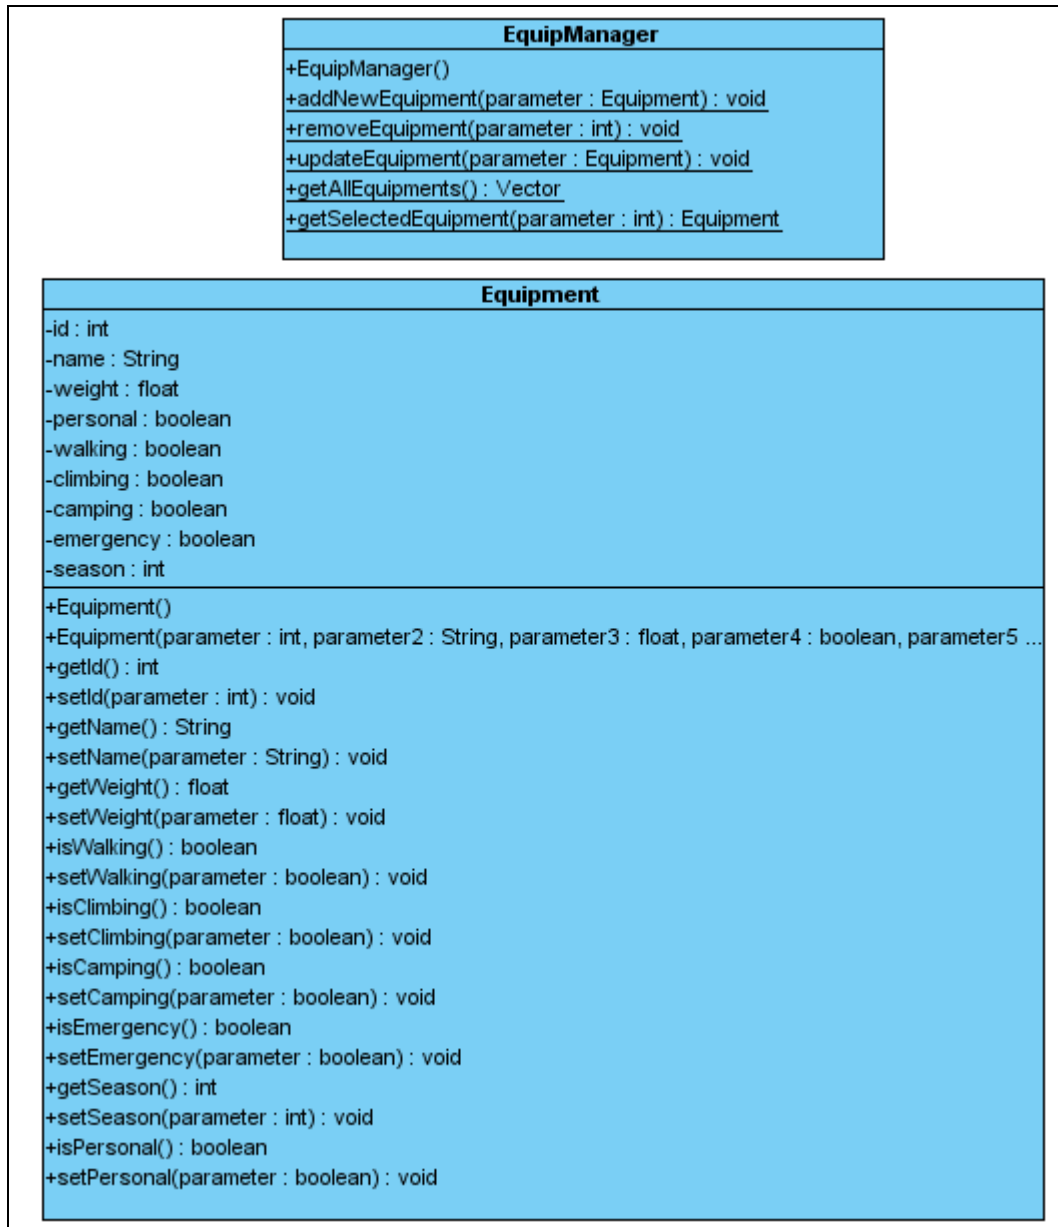 EquipManager
+EquipManager()
+addNewEquipment(parameter : Equipment) : void
+removeEquipment(parameter : int) : void
+updateEquipment(parameter : Equipment) : void
+getAllEquipments() : Vector
+getSelectedEquipment(parameter : int) : Equipment
Equipment
-id : int
-name : String
-weight : float
-personal : boolean
-walking : boolean
-climbing : boolean
-camping : boolean
-emergency : boolean
-season : int
+Equipment()
+Equipment(parameter : int, parameter2 : String, parameter3 : float, parameter4 : boolean, parameter5 ...
+getId() : int
+setId(parameter : int) : void
+getName() : String
+setName(parameter : String) : void
+getWeight() : float
+setWeight(parameter : float) : void
+isWalking() : boolean
+setWalking(parameter : boolean) : void
+isClimbing() : boolean
+setClimbing(parameter : boolean) : void
+isCamping() : boolean
+setCamping(parameter : boolean) : void
+isEmergency() : boolean
+setEmergency(parameter : boolean) : void
+getSeason() : int
+setSeason(parameter : int) : void
+isPersonal() : boolean
+setPersonal(parameter : boolean) : void